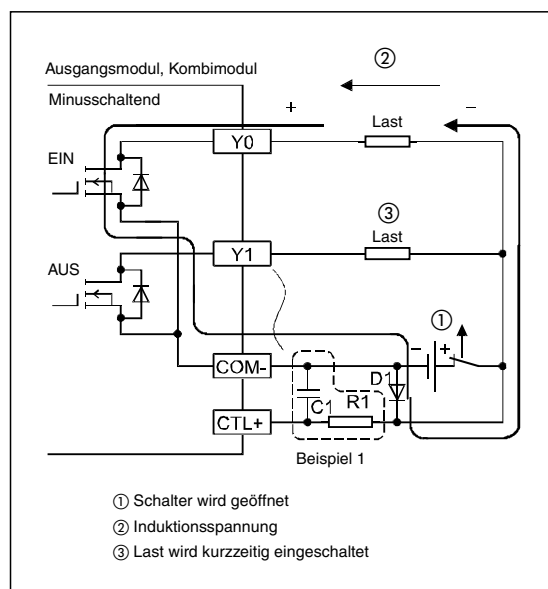 Ausgangsmodul, Kombimodul
②
Minusschaltend
+
Last
−
EIN
Y0
③
Last
AUS
Y1
①
− +
COM-
D1
C1
R1
CTL+
Beispiel 1
① Schalter wird geöffnet
② Induktionsspannung
③ Last wird kurzzeitig eingeschaltet